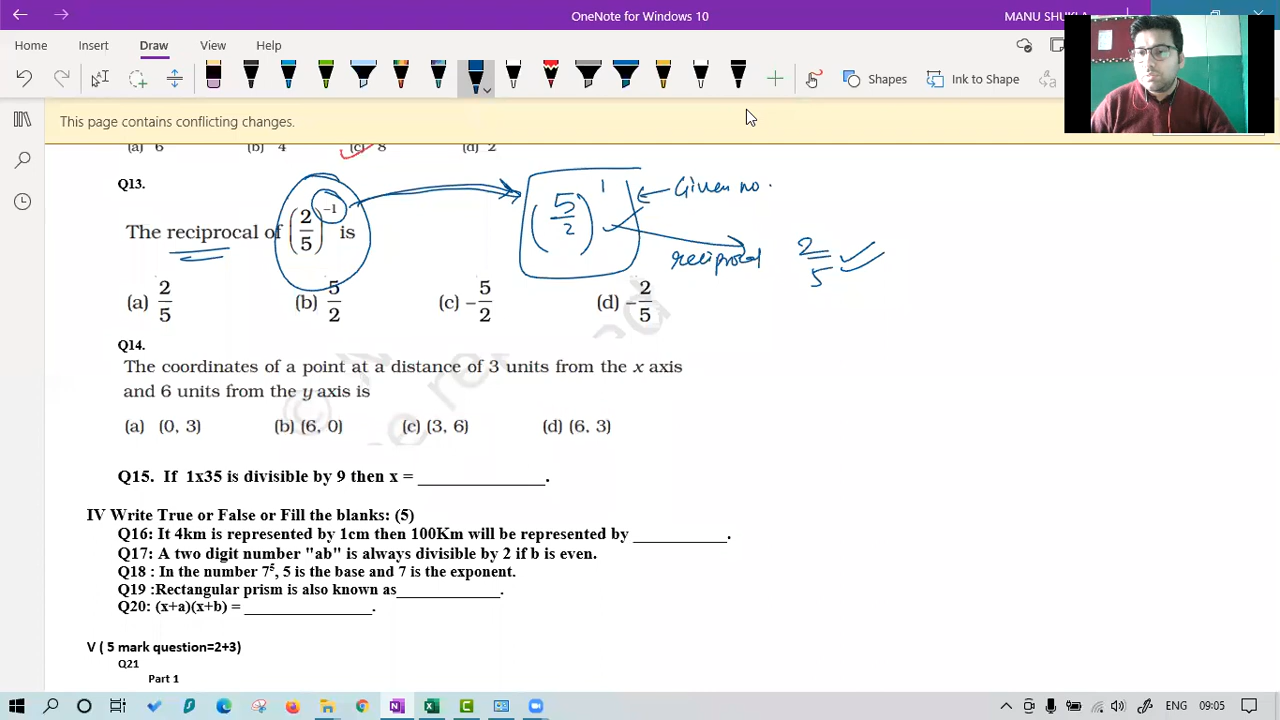 OneNote for Windows 10
MANU SHUKLA
Home Insert Draw View Help
Shapes Ink to Shape
This page contains conflicting changes.
(a) 6 (b) 4 (c) 8 (d) 2
Q13.
The reciprocal of (2/5)^-1 is
(5/2)^1 Given no.
reciprocal 2/5
(a) 2/5 (b) 5/2 (c) -5/2 (d) -2/5
Q14.
The coordinates of a point at a distance of 3 units from the x axis
and 6 units from the y axis is
(a) (0, 3) (b) (6, 0) (c) (3, 6) (d) (6, 3)
Q15. If 1x35 is divisible by 9 then x = ______________.
IV Write True or False or Fill the blanks: (5)
Q16: It 4km is represented by 1cm then 100Km will be represented by ___________.
Q17: A two digit number "ab" is always divisible by 2 if b is even.
Q18 : In the number 7^5, 5 is the base and 7 is the exponent.
Q19 :Rectangular prism is also known as____________.
Q20: (x+a)(x+b) = _______________.
V ( 5 mark question=2+3)
Q21
Part 1
ENG 09:05